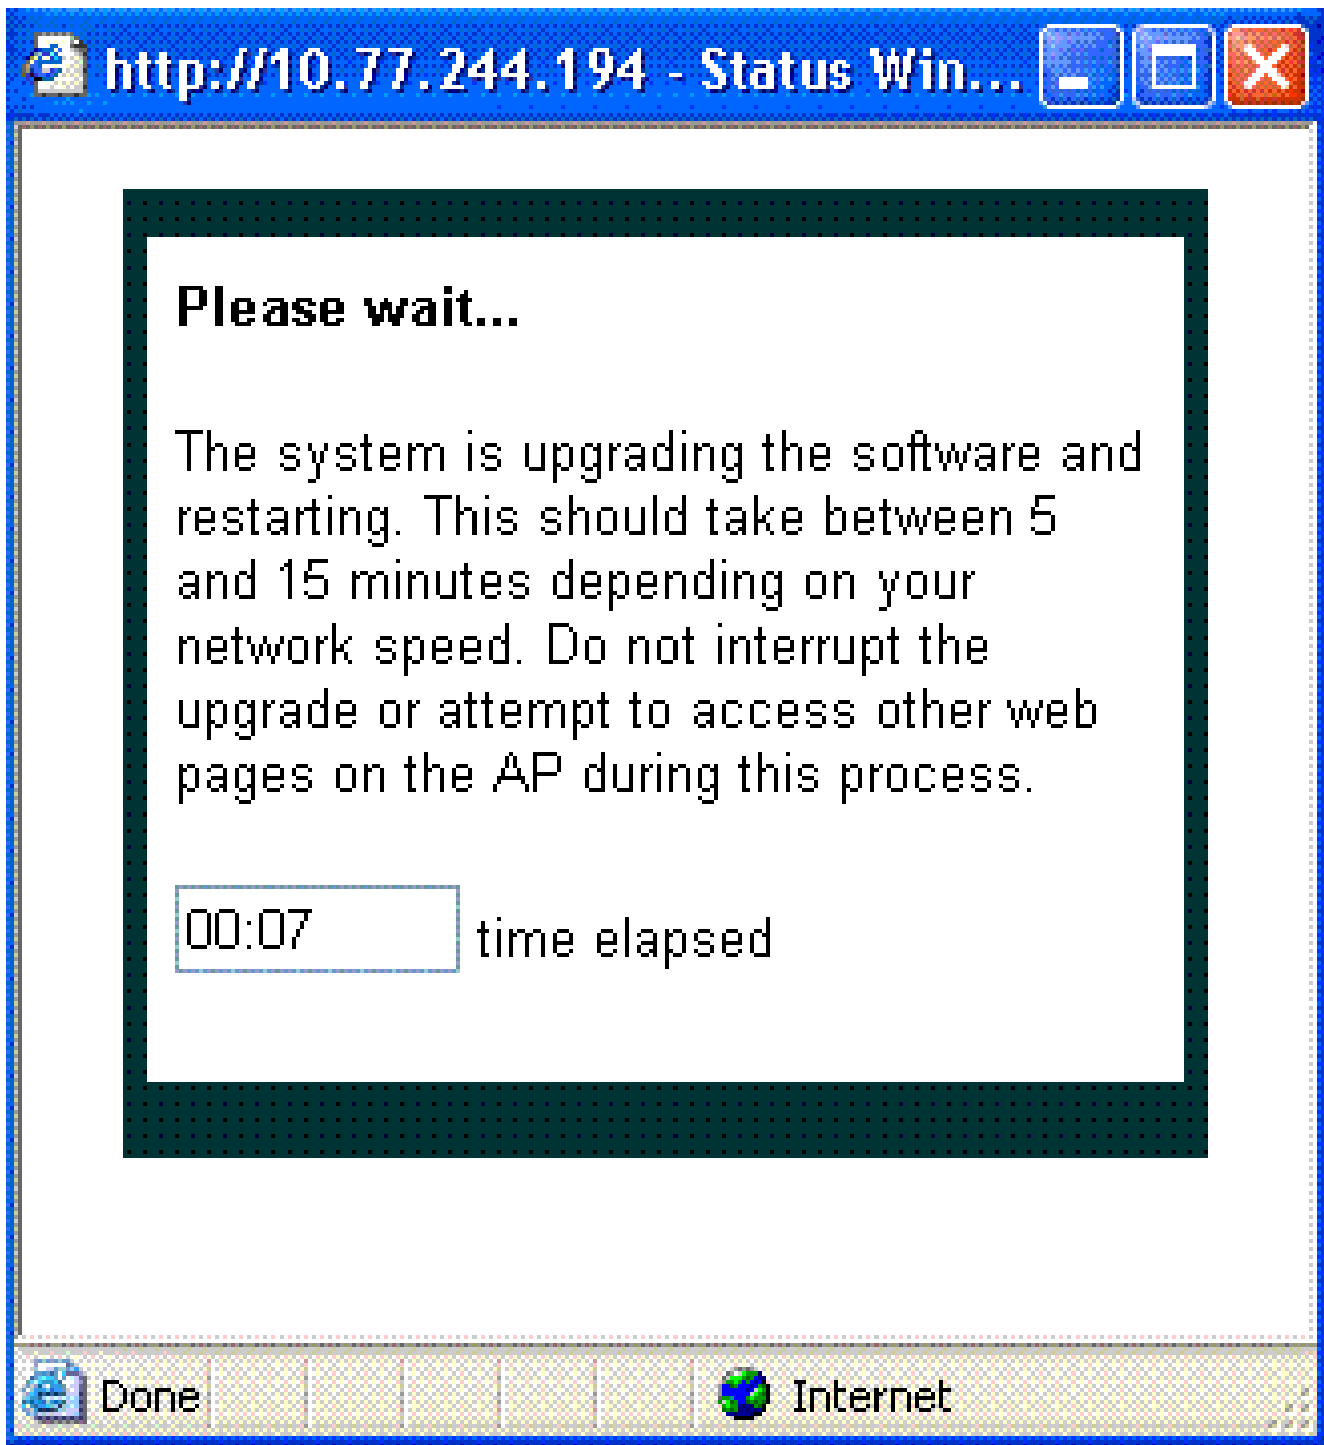 http://10.77.244.194 - Status Win...
Please wait...
The system is upgrading the software and
restarting. This should take between 5
and 15 minutes depending on your
network speed. Do not interrupt the
upgrade or attempt to access other web
pages on the AP during this process.
00:07 time elapsed
Done Internet